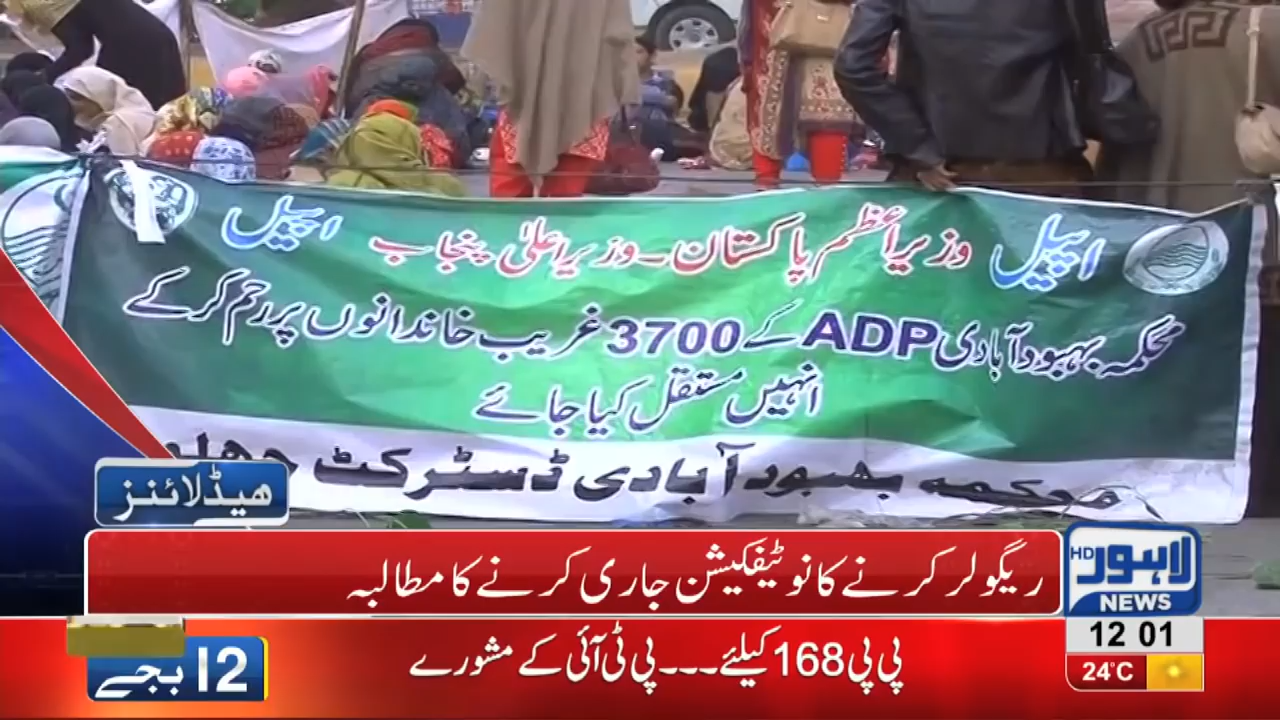 اپیل وزیراعظم پاکستان ۔ وزیراعلیٰ پنجاب اپیل
محکمہ بہبود آبادی ADP کے 3700 غریب خاندانوں پر رحم کر کے
انہیں مستقل کیا جائے
محکمہ بہبود آبادی ڈسٹرکٹ
ہیڈلائنز
ریگولر کرنے کا نوٹیفکیشن جاری کرنے کا مطالبہ
HD لاہور
NEWS
12 01
24°C
12 بجے
پی پی 168 کیلئے ۔۔۔ پی ٹی آئی کے مشورے